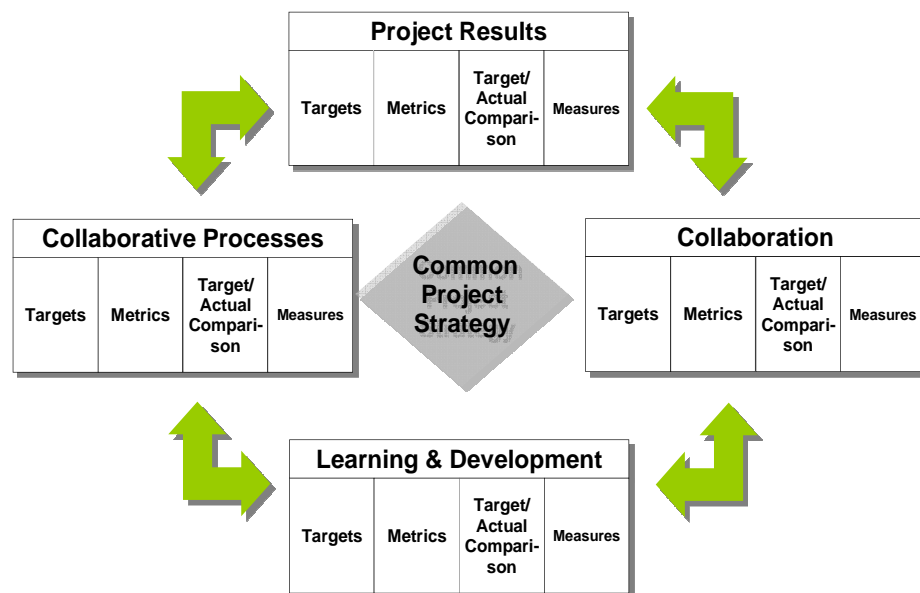 Project Results
Targets
Metrics
Target/
Actual
Compari-
son
Measures
Collaborative Processes
Targets
Metrics
Target/
Actual
Compari-
son
Measures
Common
Project
Strategy
Collaboration
Targets
Metrics
Target/
Actual
Compari-
son
Measures
Learning & Development
Targets
Metrics
Target/
Actual
Compari-
son
Measures